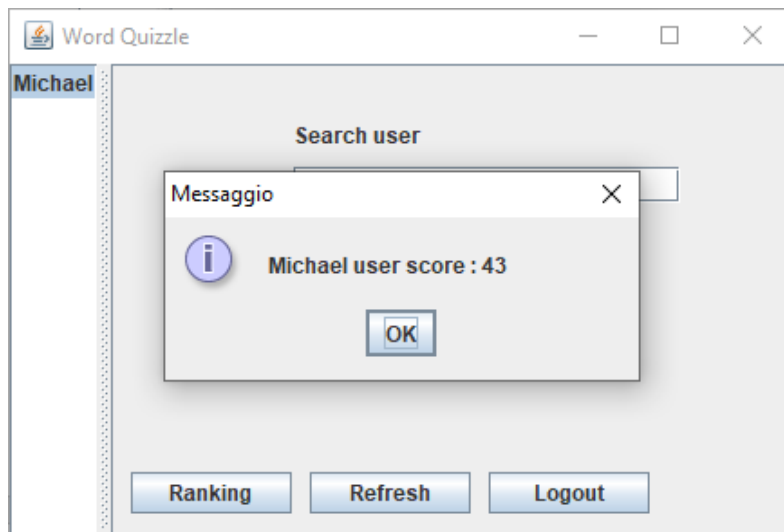 Word Quizzle
Michael
Search user
Messaggio
Michael user score : 43
OK
Ranking
Refresh
Logout